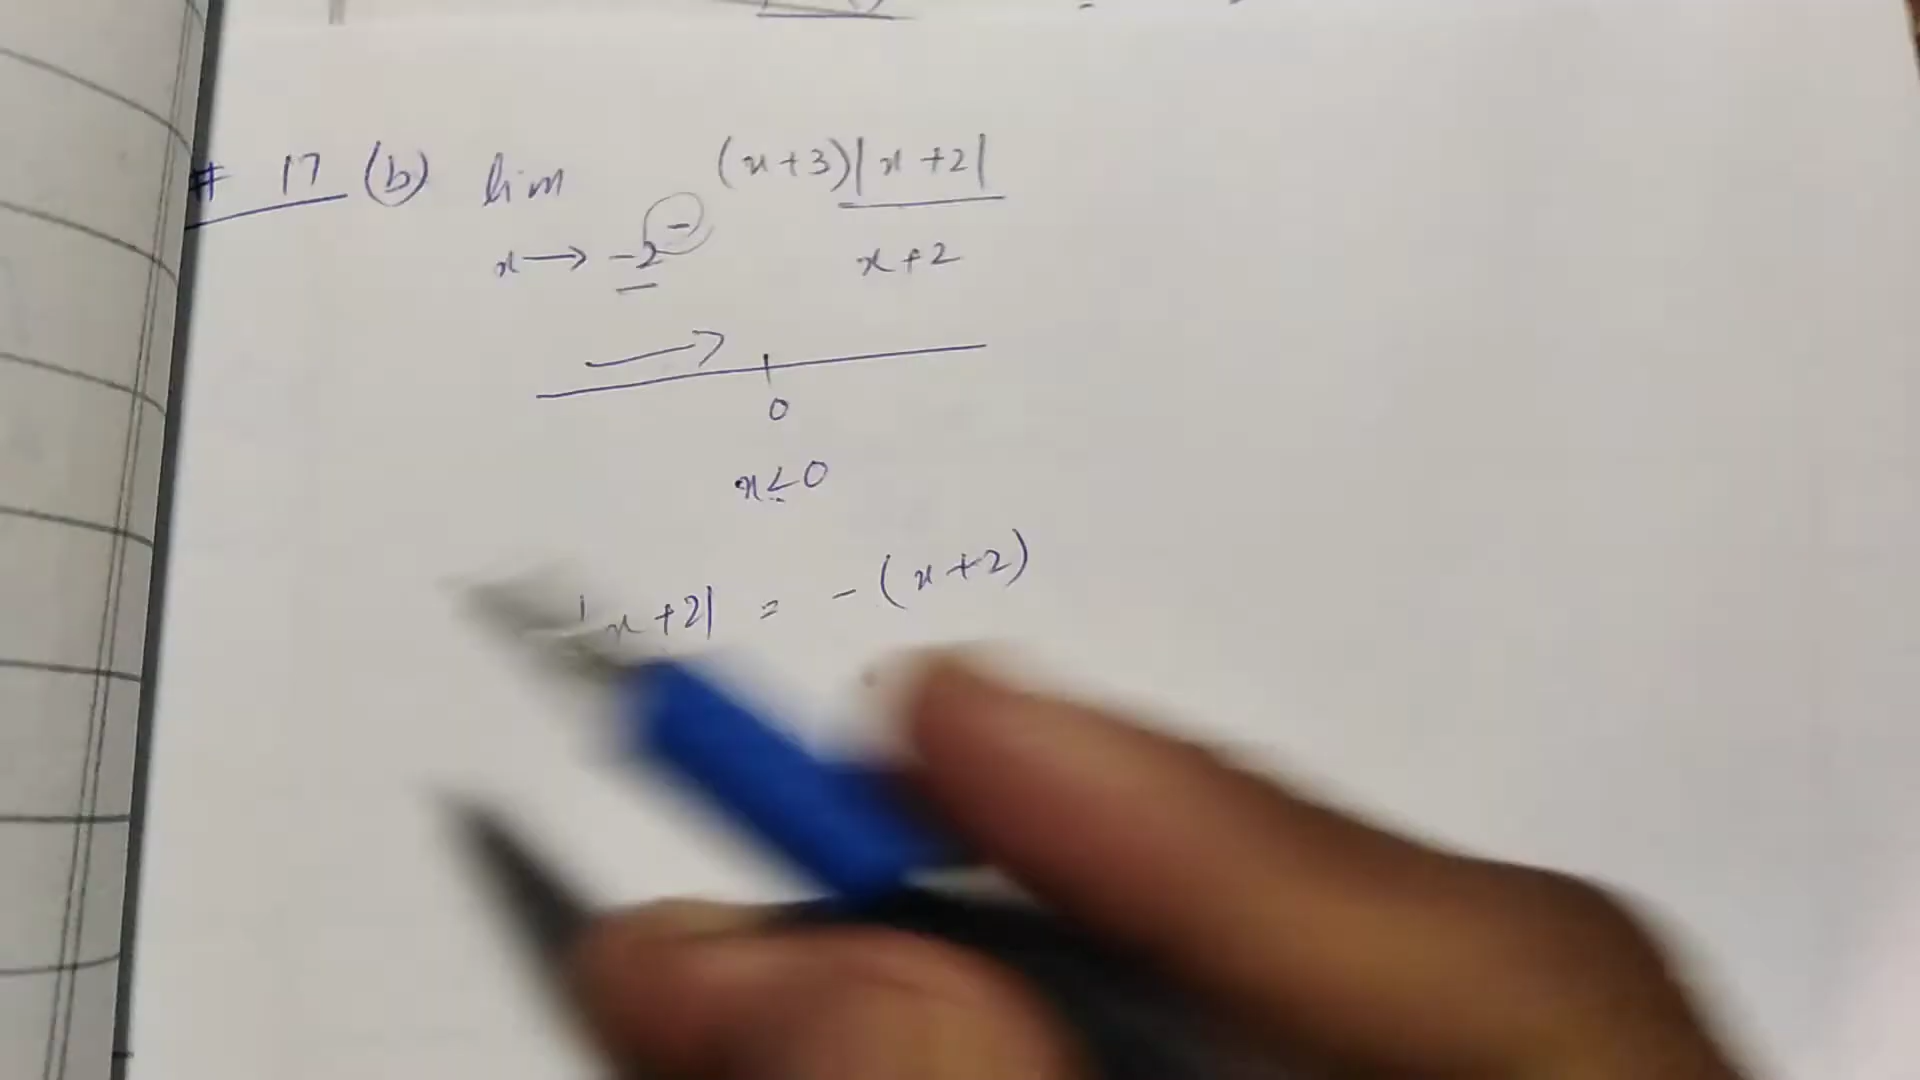 # 17 (b) lim (x+3)|x+2|
x → -2⁻ x+2
0
x<0
|x+2| = -(x+2)